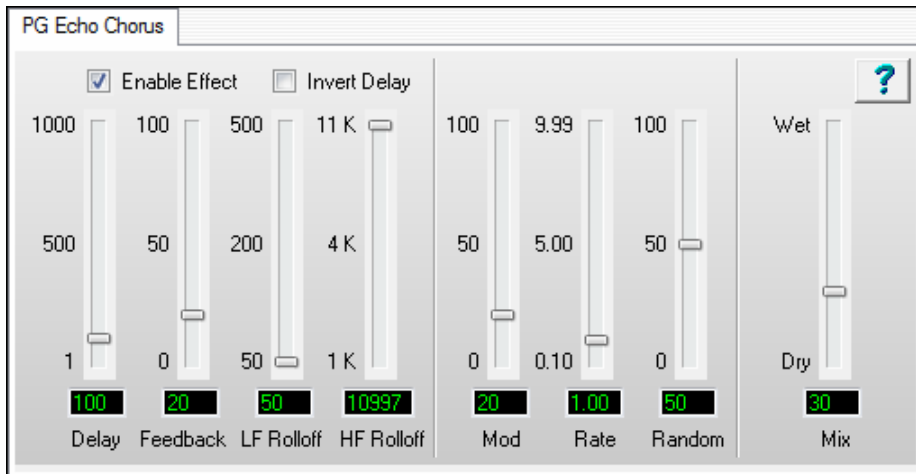 PG Echo Chorus
Enable Effect Invert Delay ?
1000 100 500 11 K 100 9.99 100 Wet
500 50 200 4 K 50 5.00 50
1 0 50 1 K 0 0.10 0 Dry
100 20 50 10997 20 1.00 50 30
Delay Feedback LF Rolloff HF Rolloff Mod Rate Random Mix